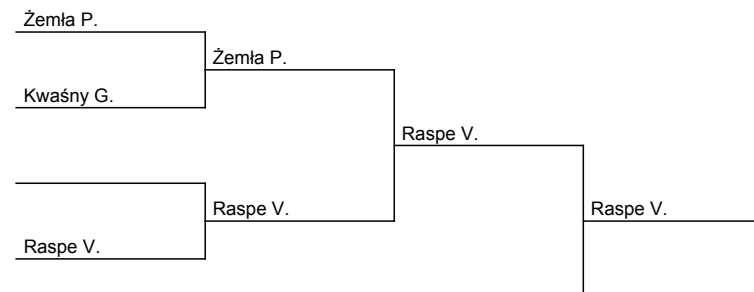 Żemła P.
Żemła P.
Kwaśny G.
Raspe V.
Raspe V.
Raspe V.
Raspe V.